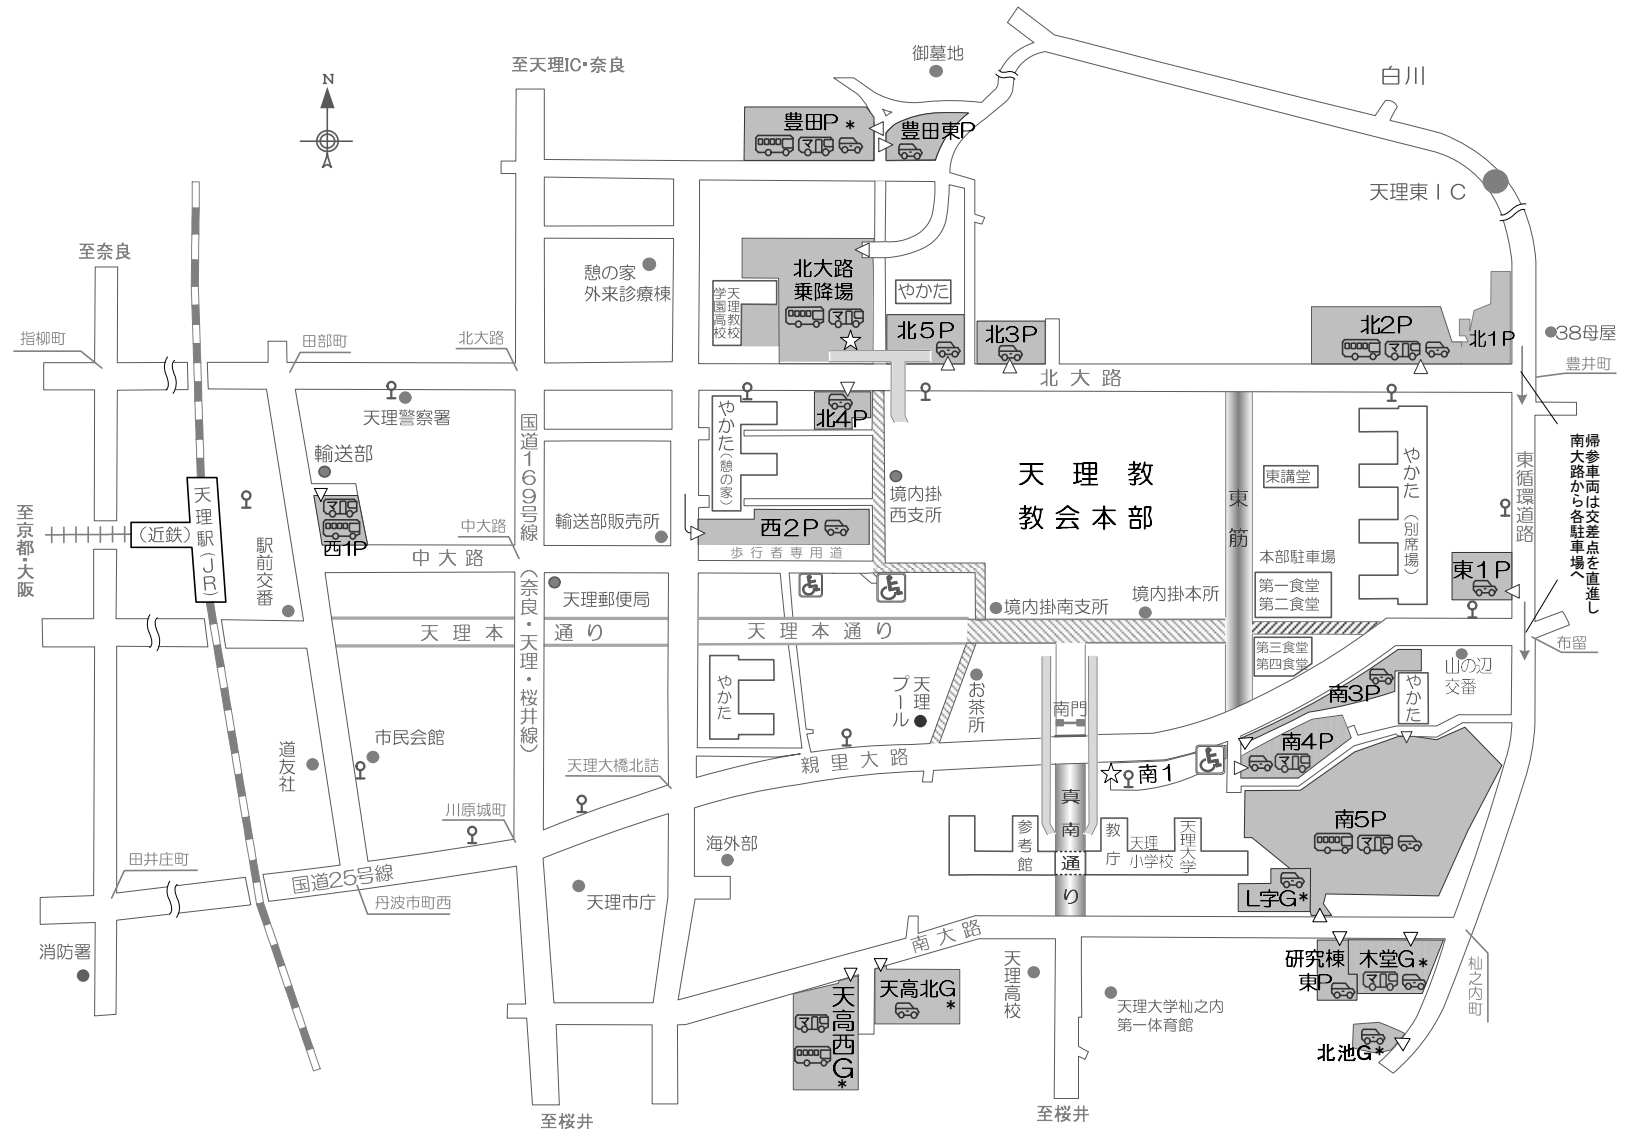 至天理IC・奈良
御墓地
白川
N
豊田P *
豊田東P
天理東IC
至奈良
憩の家
外来診療棟
天理教校
学園高校
北大路
乗降場
やかた
北5P
北3P
北2P
北1P
38母屋
豊井町
指柳町
田部町
北大路
北大路
天理警察署
やかた(憩の家)
北4P
国道169号線(奈良・天理・桜井線)
輸送部
天理駅(JR)
(近鉄)
至京都・大阪
西1P
中大路
中大路
輸送部販売所
西2P
歩行者専用道
境内掛
西支所
天理教
教会本部
東筋
東講堂
やかた(別席場)
東循環道路
帰参車両は交差点を直進し
南大路から各駐車場へ
本部駐車場
第一食堂
第二食堂
東1P
駅前交番
天理郵便局
境内掛南支所
境内掛本所
天理本通り
天理本通り
第三食堂
第四食堂
布留
山の辺
交番
やかた
やかた
天理
プール
お茶所
南門
南3P
南4P
市民会館
道友社
天理大橋北詰
親里大路
南1
川原城町
真南通り
南5P
参考館
教庁
天理
小学校
天理大学
海外部
田井庄町
国道25号線
丹波市町西
天理市庁
L字G*
南大路
消防署
天理高校
研究棟
東P
木堂G*
杣之内町
天高西G*
天高北G
*
天理大学杣之内
第一体育館
北池G*
至桜井
至桜井